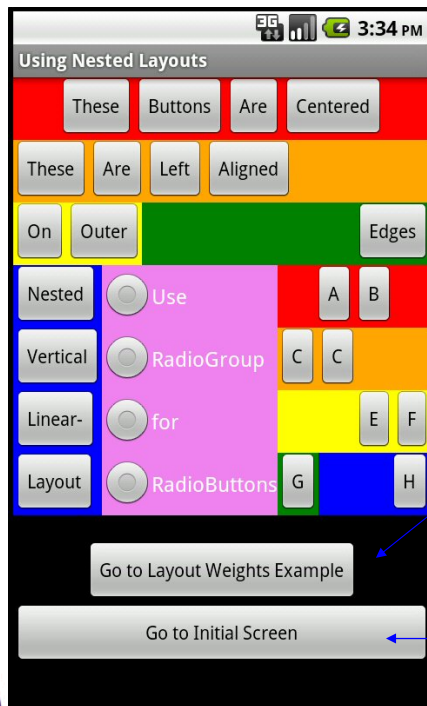 3G 3:34 PM
Using Nested Layouts
These Buttons Are Centered
These Are Left Aligned
On Outer Edges
Nested Use A B
Vertical RadioGroup C C
Linear- for E F
Layout RadioButtons G H
Go to Layout Weights Example
Go to Initial Screen